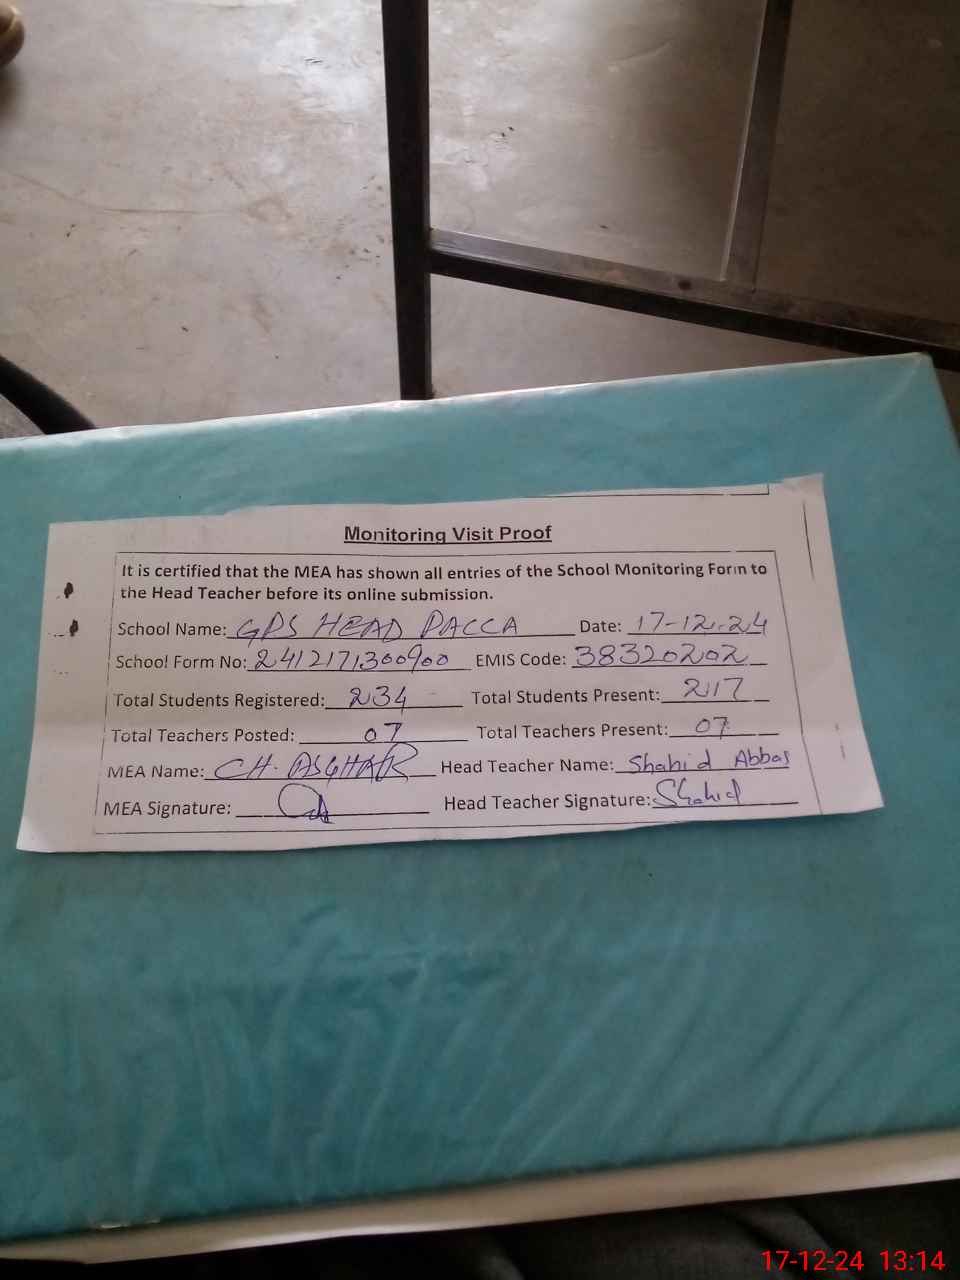 Monitoring Visit Proof
It is certified that the MEA has shown all entries of the School Monitoring Form to
the Head Teacher before its online submission.
School Name: GPS HEAD PACCA Date: 17-12-24
School Form No: 2412171300900 EMIS Code: 38320202
Total Students Registered: 234 Total Students Present: 217
Total Teachers Posted: 07 Total Teachers Present: 07
MEA Name: CH. ASGHAR Head Teacher Name: Shahid Abbas
MEA Signature: Head Teacher Signature: Shahid
17-12-24 13:14